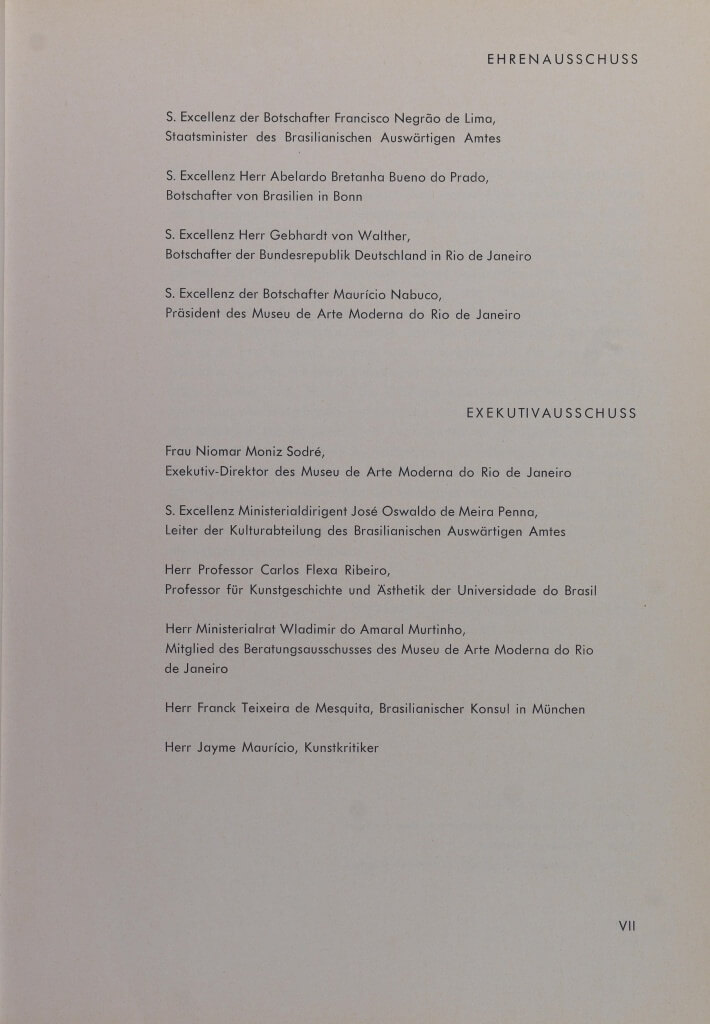 EHRENAUSSCHUSS
S. Excellenz der Botschafter Francisco Negrão de Lima,
Staatsminister des Brasilianischen Auswärtigen Amtes
S. Excellenz Herr Abelardo Bretanha Bueno do Prado,
Botschafter von Brasilien in Bonn
S. Excellenz Herr Gebhardt von Walther,
Botschafter der Bundesrepublik Deutschland in Rio de Janeiro
S. Excellenz der Botschafter Maurício Nabuco,
Präsident des Museu de Arte Moderna do Rio de Janeiro
EXEKUTIVAUSSCHUSS
Frau Niomar Moniz Sodré,
Exekutiv-Direktor des Museu de Arte Moderna do Rio de Janeiro
S. Excellenz Ministerialdirigent José Oswaldo de Meira Penna,
Leiter der Kulturabteilung des Brasilianischen Auswärtigen Amtes
Herr Professor Carlos Flexa Ribeiro,
Professor für Kunstgeschichte und Ästhetik der Universidade do Brasil
Herr Ministerialrat Wladimir do Amaral Murtinho,
Mitglied des Beratungsausschusses des Museu de Arte Moderna do Rio
de Janeiro
Herr Franck Teixeira de Mesquita, Brasilianischer Konsul in München
Herr Jayme Maurício, Kunstkritiker
VII